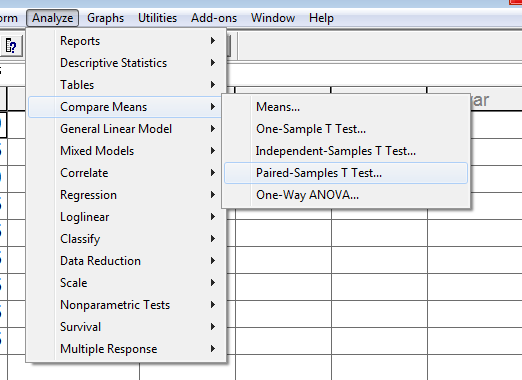 orm Analyze Graphs Utilities Add-ons Window Help
Reports
Descriptive Statistics
Tables
Compare Means
General Linear Model
Mixed Models
Correlate
Regression
Loglinear
Classify
Data Reduction
Scale
Nonparametric Tests
Survival
Multiple Response
Means...
One-Sample T Test...
Independent-Samples T Test...
Paired-Samples T Test...
One-Way ANOVA...
var